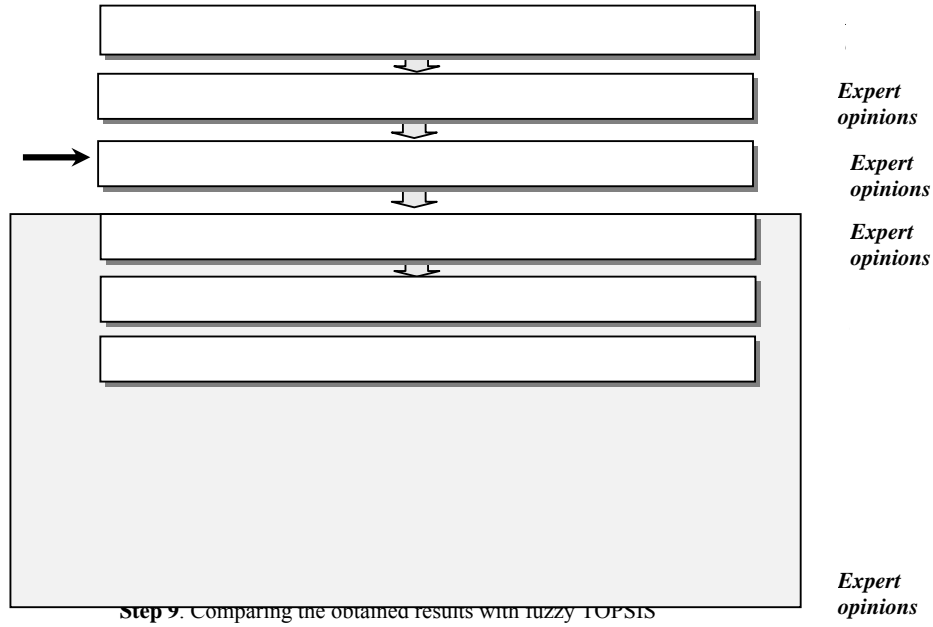 Expert
opinions
Expert
opinions
Expert
opinions
Expert
opinions
Step 9. Comparing the obtained results with fuzzy TOPSIS